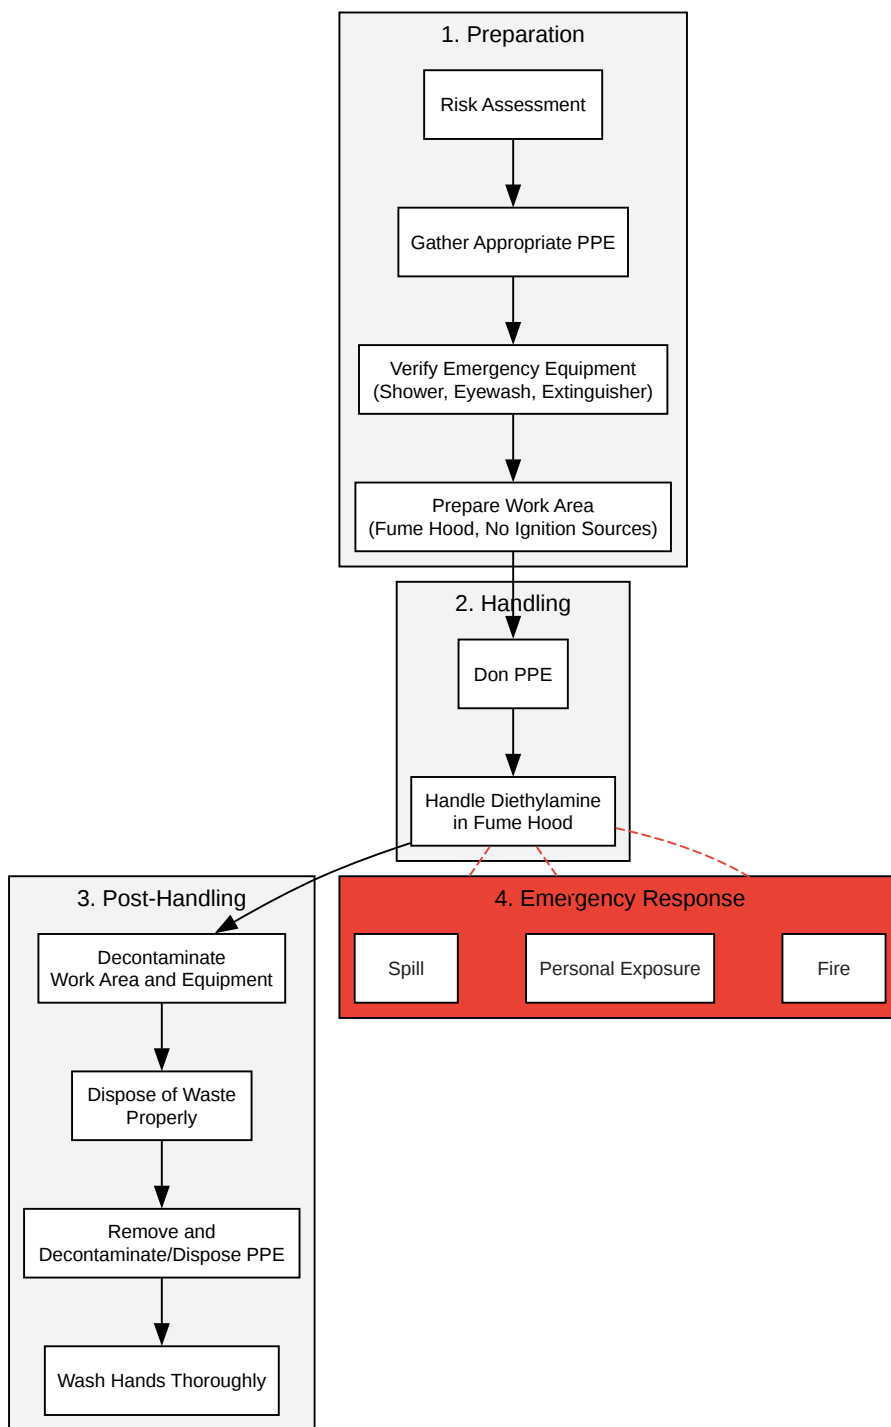 1. Preparation
Risk Assessment
Gather Appropriate PPE
Verify Emergency Equipment
(Shower, Eyewash, Extinguisher)
Prepare Work Area
(Fume Hood, No Ignition Sources)
2. Handling
Don PPE
Handle Diethylamine
in Fume Hood
3. Post-Handling
Decontaminate
Work Area and Equipment
Dispose of Waste
Properly
Remove and
Decontaminate/Dispose PPE
Wash Hands Thoroughly
4. Emergency Response
Spill
Personal Exposure
Fire